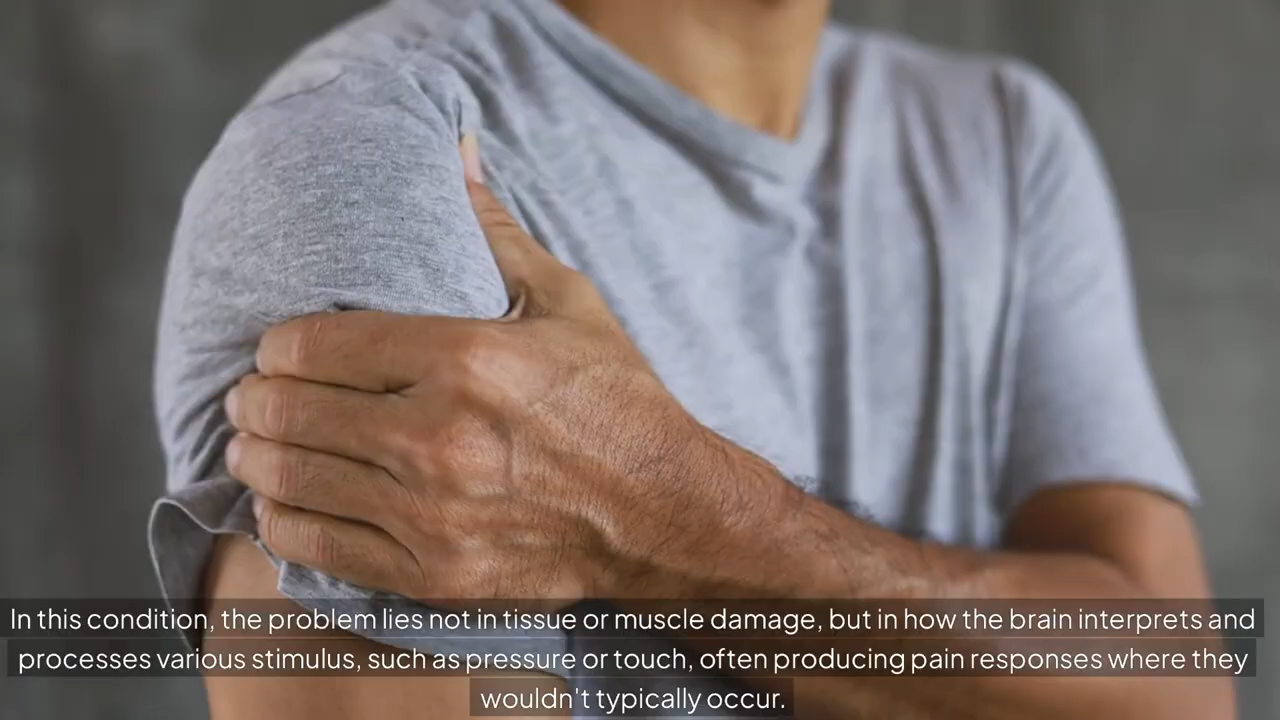 In this condition, the problem lies not in tissue or muscle damage, but in how the brain interprets and
processes various stimulus, such as pressure or touch, often producing pain responses where they
wouldn't typically occur.